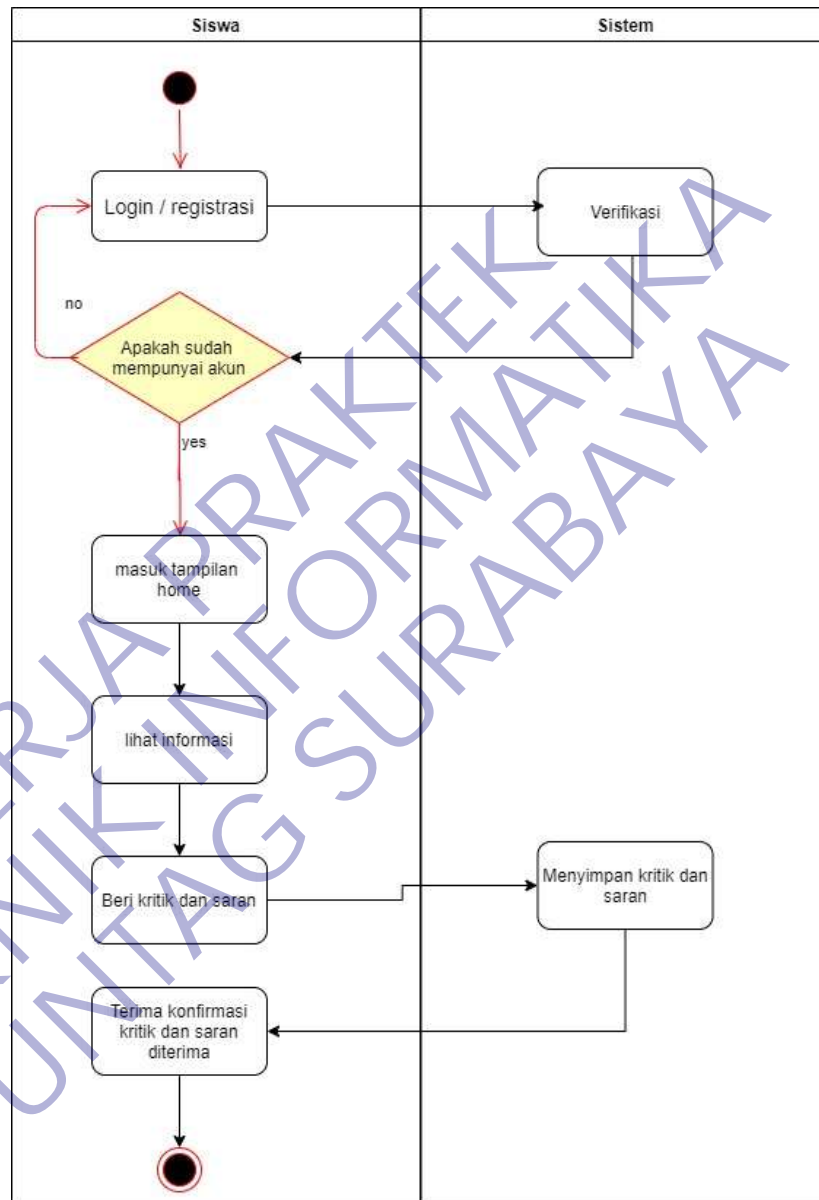 Siswa
Sistem
Login / registrasi
Verifikasi
no
Apakah sudah
mempunyai akun
yes
masuk tampilan
home
lihat informasi
Beri kritik dan saran
Menyimpan kritik dan
saran
Terima konfirmasi
kritik dan saran
diterima
KERJA PRAKTEK
TEKNIK INFORMATIKA
UNTAG SURABAYA